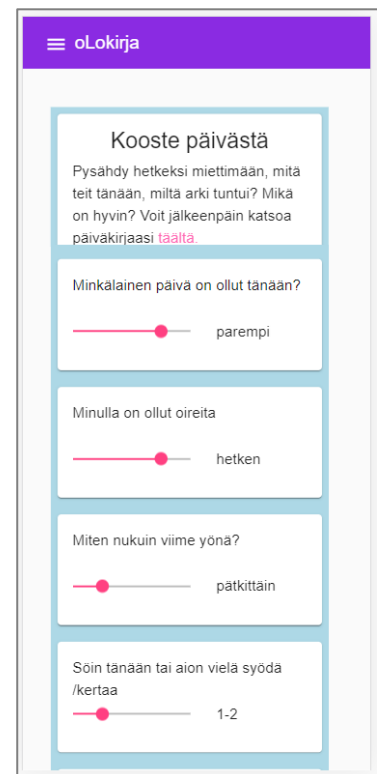 oLokirja
Kooste päivästä
Pysähdy hetkeksi miettimään, mitä
teit tänään, miltä arki tuntui? Mikä
on hyvin? Voit jälkeenpäin katsoa
päiväkirjaasi täältä.
Minkälainen päivä on ollut tänään?
parempi
Minulla on ollut oireita
hetken
Miten nukuin viime yönä?
pätkittäin
Söin tänään tai aion vielä syödä
/kertaa
1-2